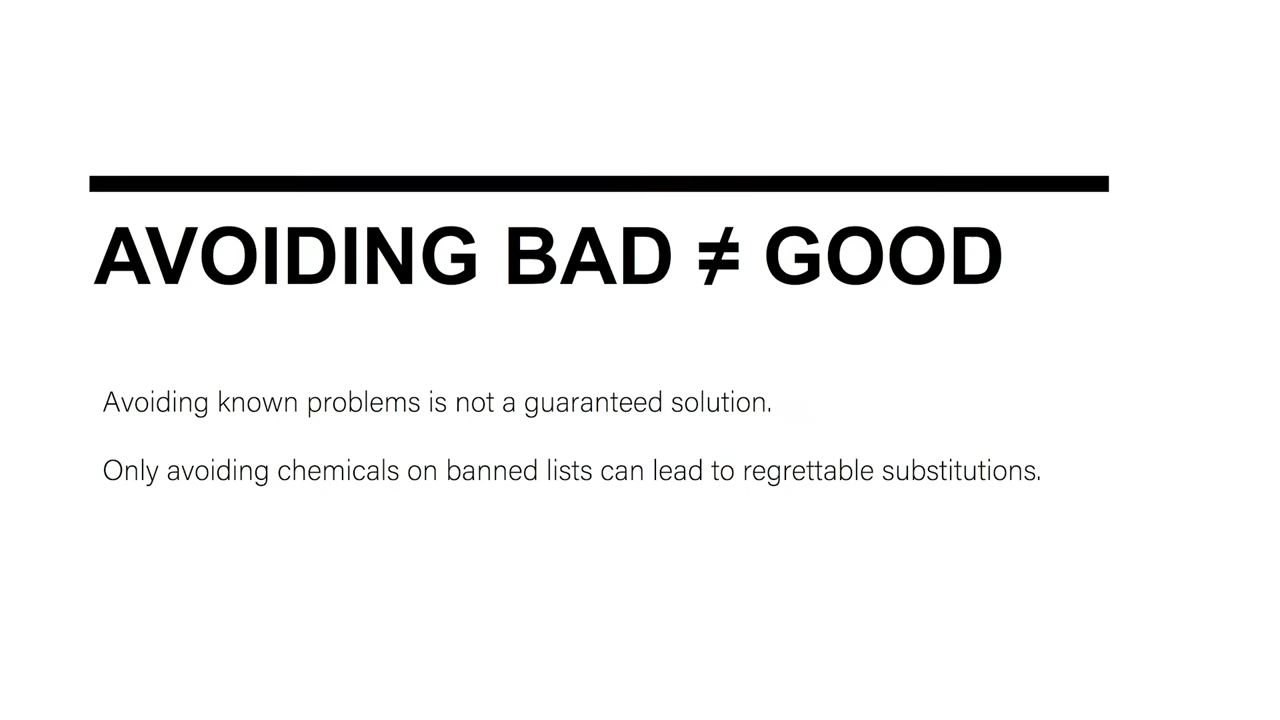 AVOIDING BAD ≠ GOOD
Avoiding known problems is not a guaranteed solution.
Only avoiding chemicals on banned lists can lead to regrettable substitutions.